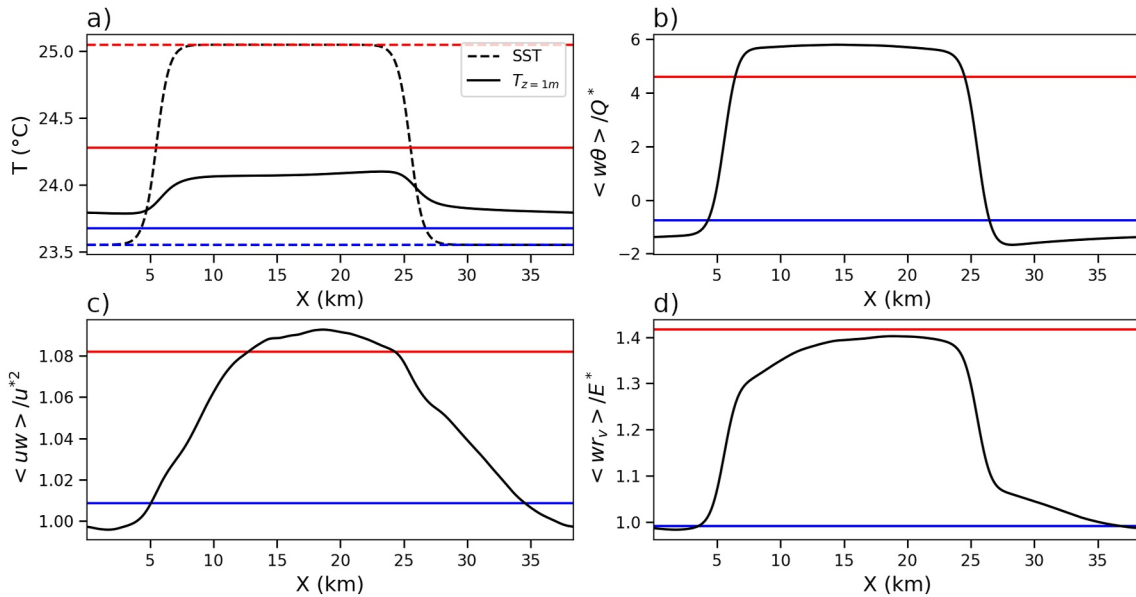 a)
25.0
24.5
24.0
23.5
T (°C)
5 10 15 20 25 30 35
X (km)
SST
T_{z=1m}
b)
6
4
2
0
−2
<wθ>/Q^*
5 10 15 20 25 30 35
X (km)
c)
1.08
1.06
1.04
1.02
1.00
<uw>/u^{*2}
5 10 15 20 25 30 35
X (km)
d)
1.4
1.3
1.2
1.1
1.0
<wr_v>/E^*
5 10 15 20 25 30 35
X (km)